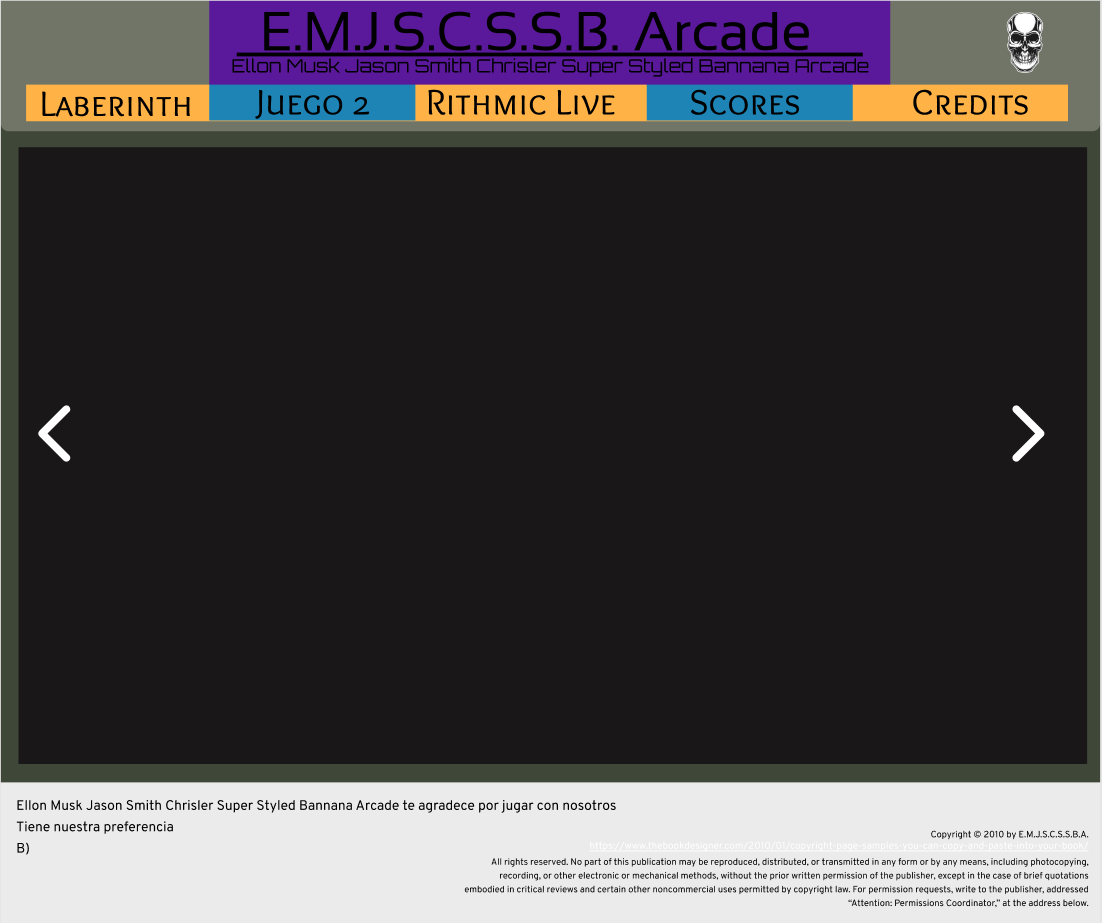 E.M.J.S.C.S.S.B. Arcade
Ellon Musk Jason Smith Chrisler Super Styled Bannana Arcade
LABERINTH JUEGO 2 RITHMIC LIVE SCORES CREDITS
Ellon Musk Jason Smith Chrisler Super Styled Bannana Arcade te agradece por jugar con nosotros
Tiene nuestra preferencia
B)
Copyright © 2010 by E.M.J.S.C.S.S.B.A.
https://www.thebookdesigner.com/2010/01/copyright-page-samples-you-can-copy-and-paste-into-your-book/
All rights reserved. No part of this publication may be reproduced, distributed, or transmitted in any form or by any means, including photocopying,
recording, or other electronic or mechanical methods, without the prior written permission of the publisher, except in the case of brief quotations
embodied in critical reviews and certain other noncommercial uses permitted by copyright law. For permission requests, write to the publisher, addressed
“Attention: Permissions Coordinator,” at the address below.